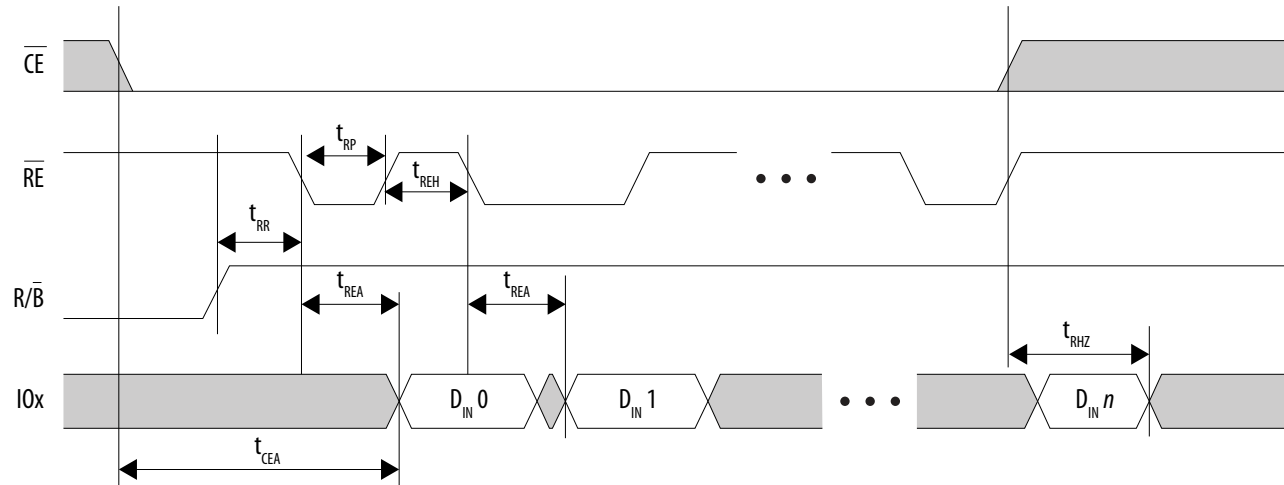 CE
tRP
RE
tREH
• • •
tRR
R/B
tREA
tREA
tRHZ
IOx
DIN 0
DIN 1
• • •
DIN n
tCEA